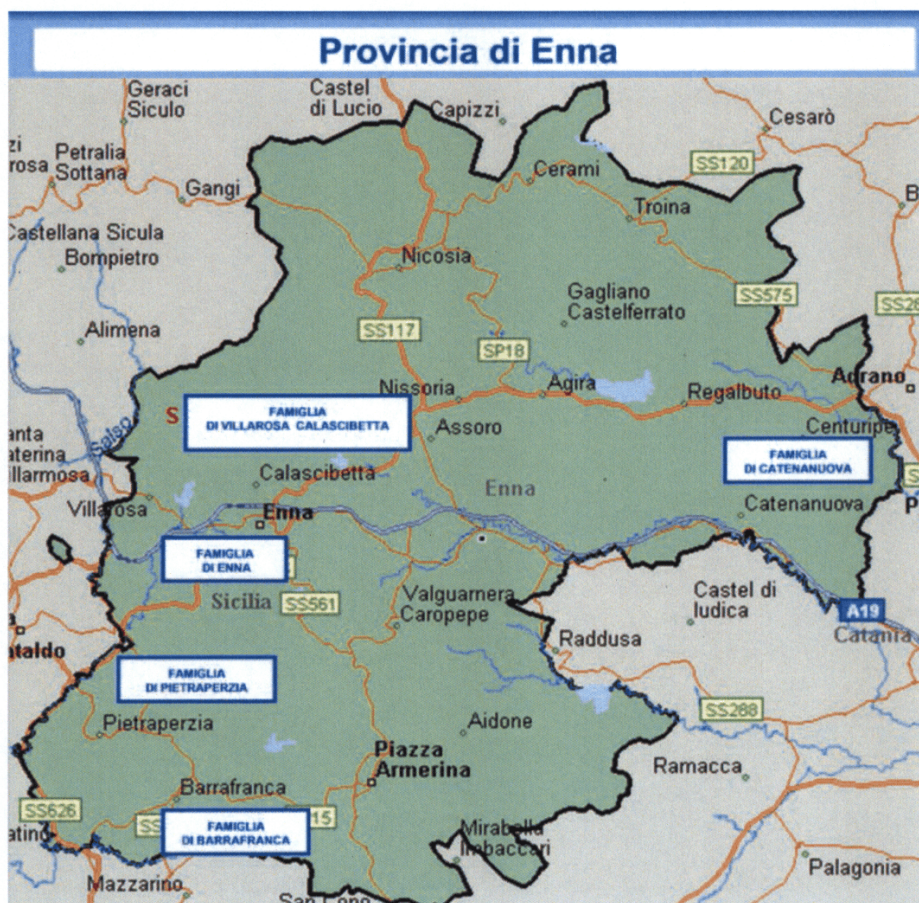 Provincia di Enna
Geraci
Siculo
Castel
di Lucio
Capizzi
Cesarò
Petralia
Sottana
SS120
Gangi
Cerami
Troina
Castellana Sicula
Bompietro
Nicosia
SS575
Gagliano
Castelferrato
Alimena
SS117
SP18
Adrano
Nissoria
Agira
Regalbuto
S
FAMIGLIA
DI VILLAROSA CALASCIBETTA
Assoro
Centuripe
Salso
FAMIGLIA
DI CATENANUOVA
Calascibetta
Enna
Villarosa
Enna
Catenanuova
FAMIGLIA
DI ENNA
Sicilia
SS561
Valguarnera
Caropepe
Castel di
Iudica
A19
Catania
Raddusa
FAMIGLIA
DI PIETRAPERZIA
SS288
Pietraperzia
Aidone
Piazza
Armerina
Ramacca
Barrafranca
SS626
15
FAMIGLIA
DI BARRAFRANCA
Mirabella
Imbaccari
Mazzarino
Palagonia